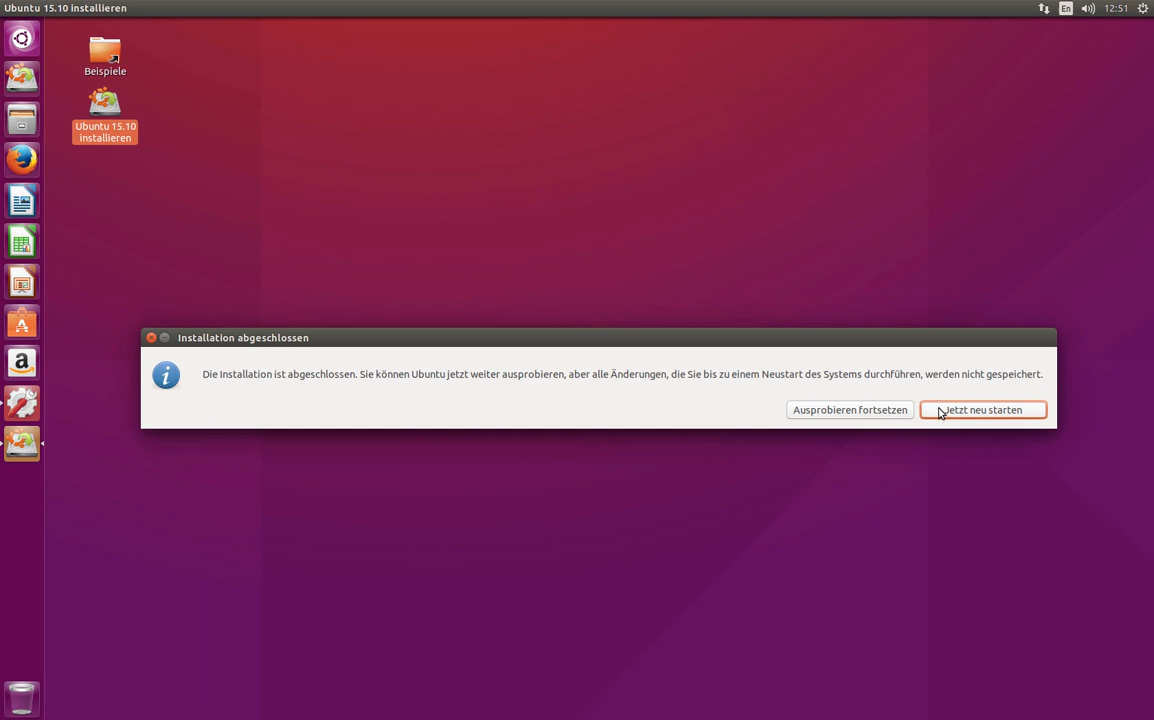 Ubuntu 15.10 installieren
En
12:51
Beispiele
Ubuntu 15.10
installieren
Installation abgeschlossen
Die Installation ist abgeschlossen. Sie können Ubuntu jetzt weiter ausprobieren, aber alle Änderungen, die Sie bis zu einem Neustart des Systems durchführen, werden nicht gespeichert.
Ausprobieren fortsetzen
Jetzt neu starten